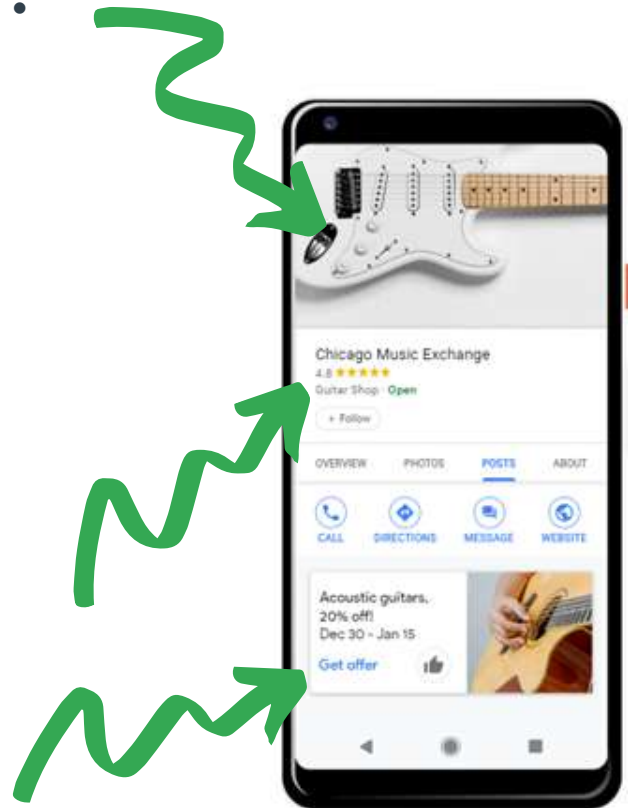 Chicago Music Exchange
4.8
Guitar Shop · Open
+ Follow
OVERVIEW PHOTOS POSTS ABOUT
CALL DIRECTIONS MESSAGE WEBSITE
Acoustic guitars,
20% off!
Dec 30 - Jan 15
Get offer